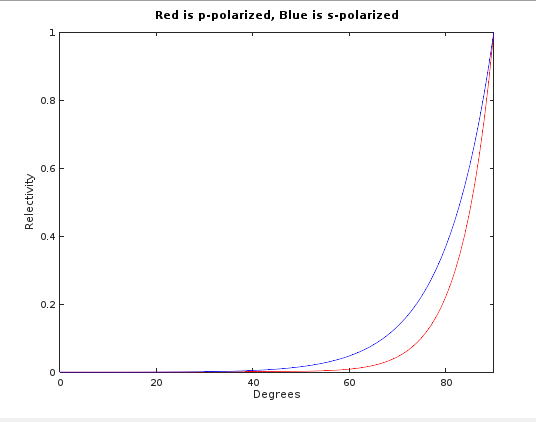 Red is p-polarized, Blue is s-polarized
1
0.8
0.6
0.4
0.2
0
Relectivity
0 20 40 60 80
Degrees